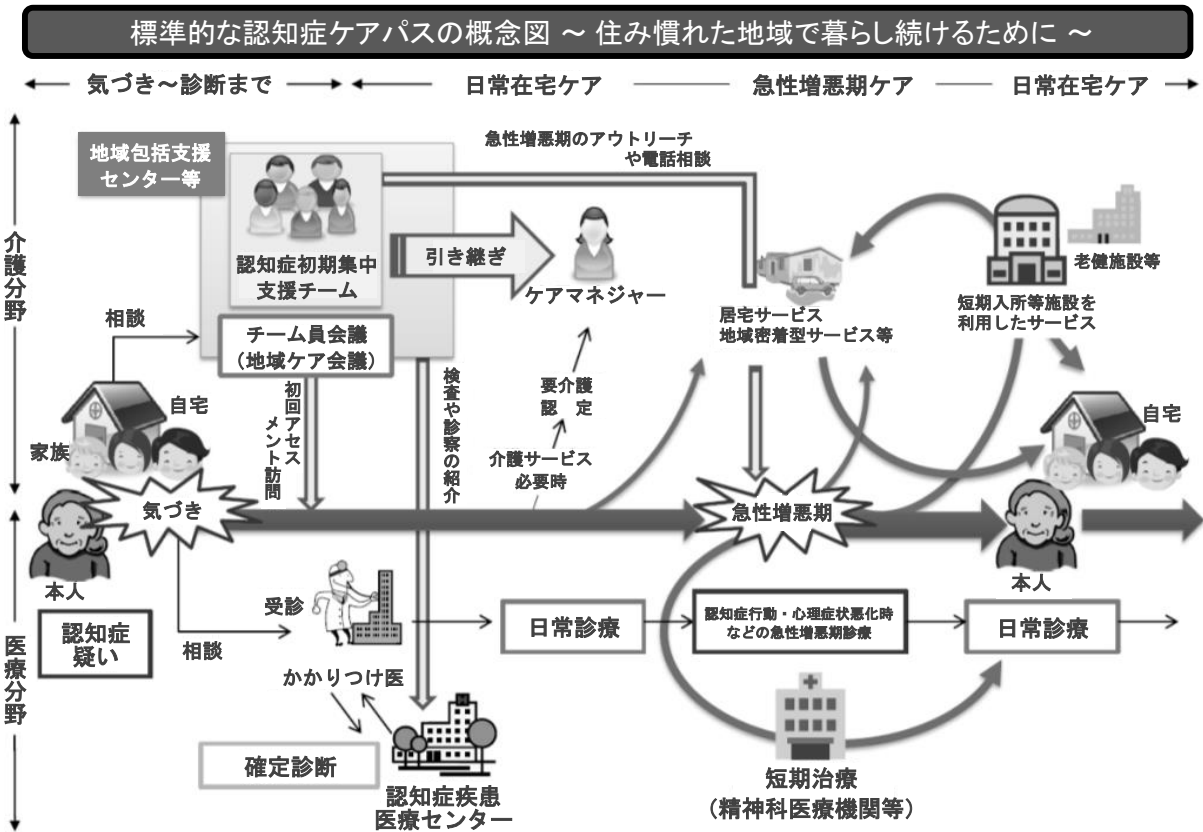 標準的な認知症ケアパスの概念図 ～ 住み慣れた地域で暮らし続けるために ～
気づき～診断まで
日常在宅ケア
急性増悪期ケア
日常在宅ケア
介護分野
地域包括支援
センター等
認知症初期集中
支援チーム
チーム員会議
（地域ケア会議）
急性増悪期のアウトリーチ
や電話相談
引き継ぎ
ケアマネジャー
居宅サービス
地域密着型サービス等
老健施設等
短期入所等施設を
利用したサービス
相談
自宅
家族
初回アセス
メント訪問
検査や診察の紹介
要介護
認　定
介護サービス
必要時
自宅
気づき
急性増悪期
本人
本人
医療分野
認知症
疑い
相談
受診
かかりつけ医
日常診療
認知症行動・心理症状悪化時
などの急性増悪期診療
日常診療
確定診断
H
認知症疾患
医療センター
短期治療
（精神科医療機関等）